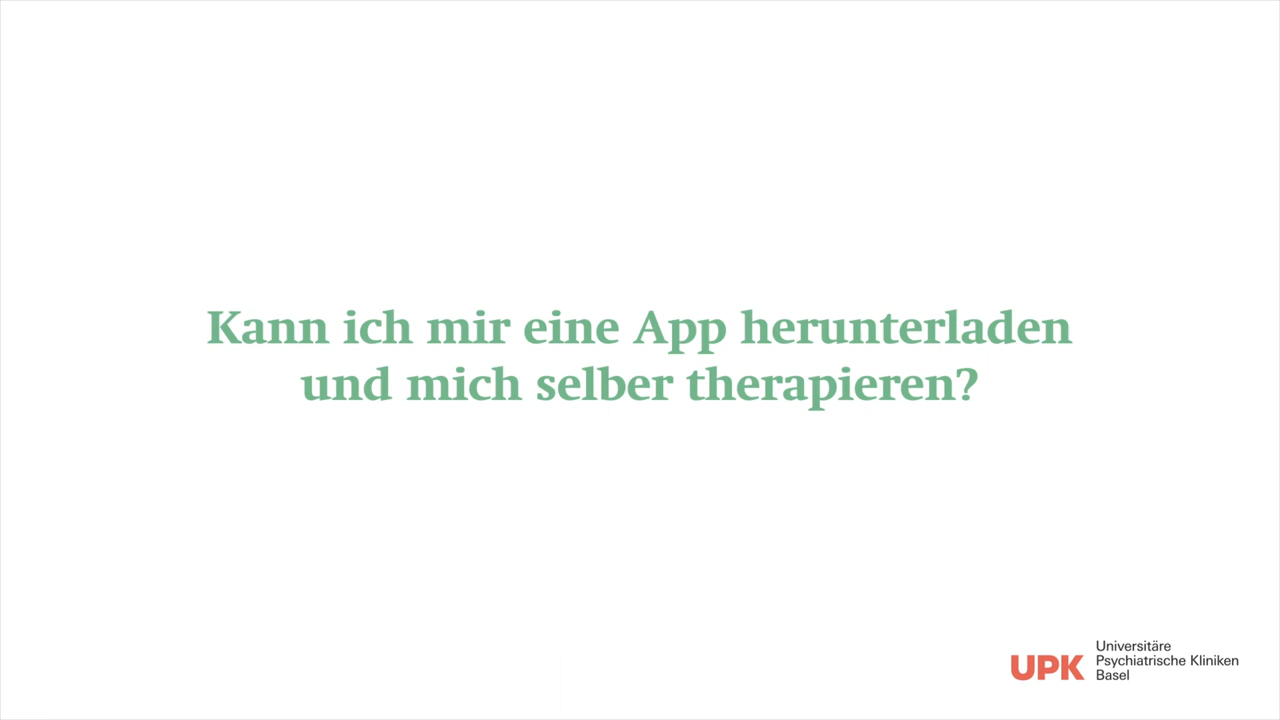 Kann ich mir eine App herunterladen
und mich selber therapieren?
UPK
Universitäre
Psychiatrische Kliniken
Basel